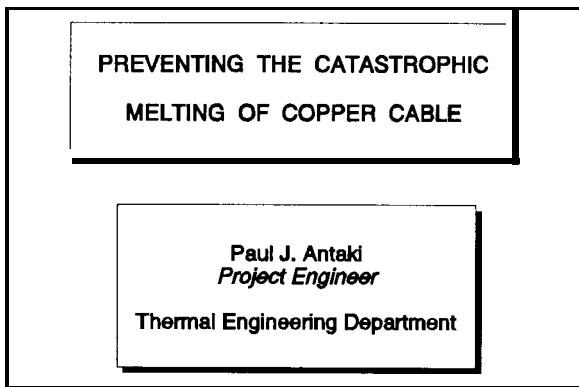 PREVENTING THE CATASTROPHIC
MELTING OF COPPER CABLE
Paul J. Antaki
Project Engineer
Thermal Engineering Department